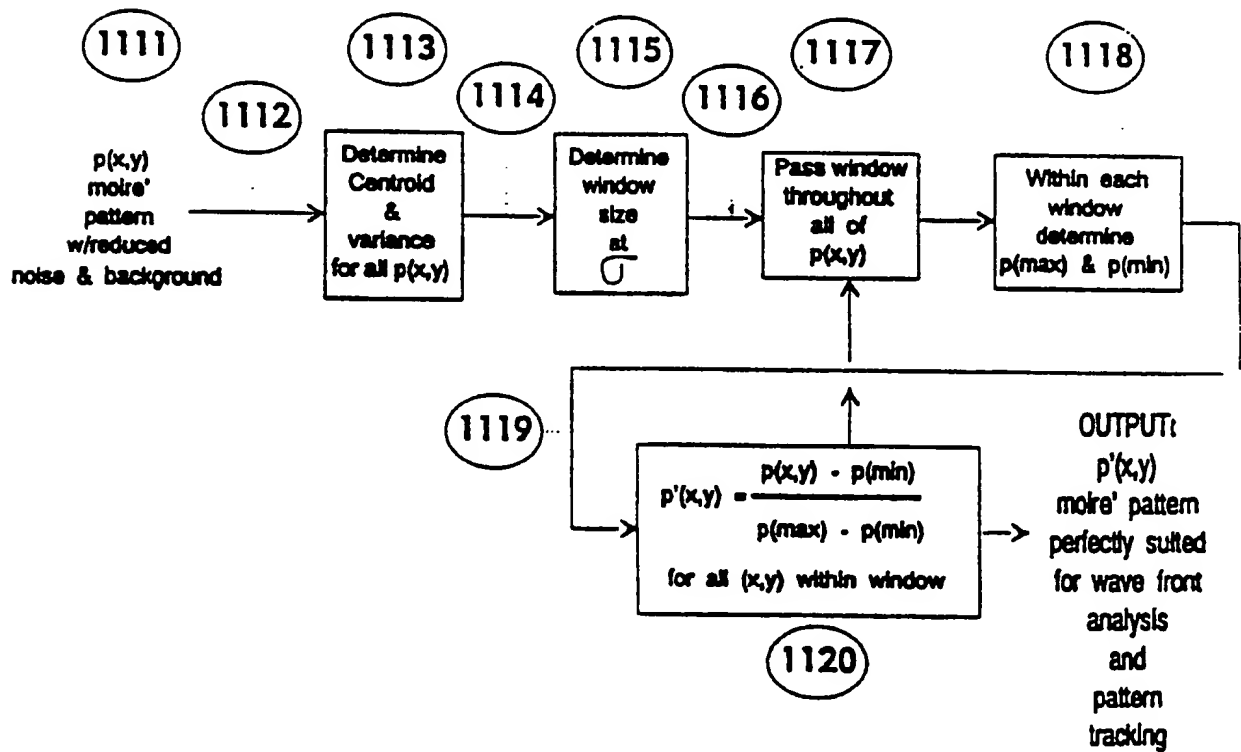 1111
1113
1115
1117
1118
1112
1114
1116
p(x,y)
moire'
pattern
w/reduced
noise & background
Determine
Centroid
&
variance
for all p(x,y)
Determine
window
size
at
σ
Pass window
throughout
all of
p(x,y)
Within each
window
determine
p(max) & p(min)
1119
p'(x,y) = p(x,y) - p(min)
p(max) - p(min)
for all (x,y) within window
1120
OUTPUT:
p'(x,y)
moire' pattern
perfectly suited
for wave front
analysis
and
pattern
tracking